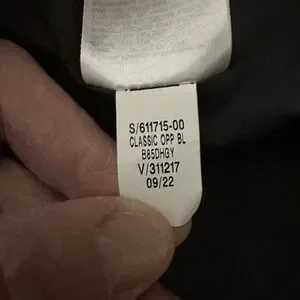 S/611715-00
CLASSIC OPP BL
B85DHGY
V/311217
09/22